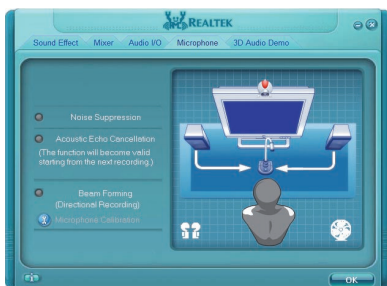 REALTEK
Sound Effect Mixer Audio I/O Microphone 3D Audio Demo
Noise Suppression
Acoustic Echo Cancellation
(The function will become valid
starting from the next recording.)
Beam Forming
(Directional Recording)
Microphone Calibration
OK